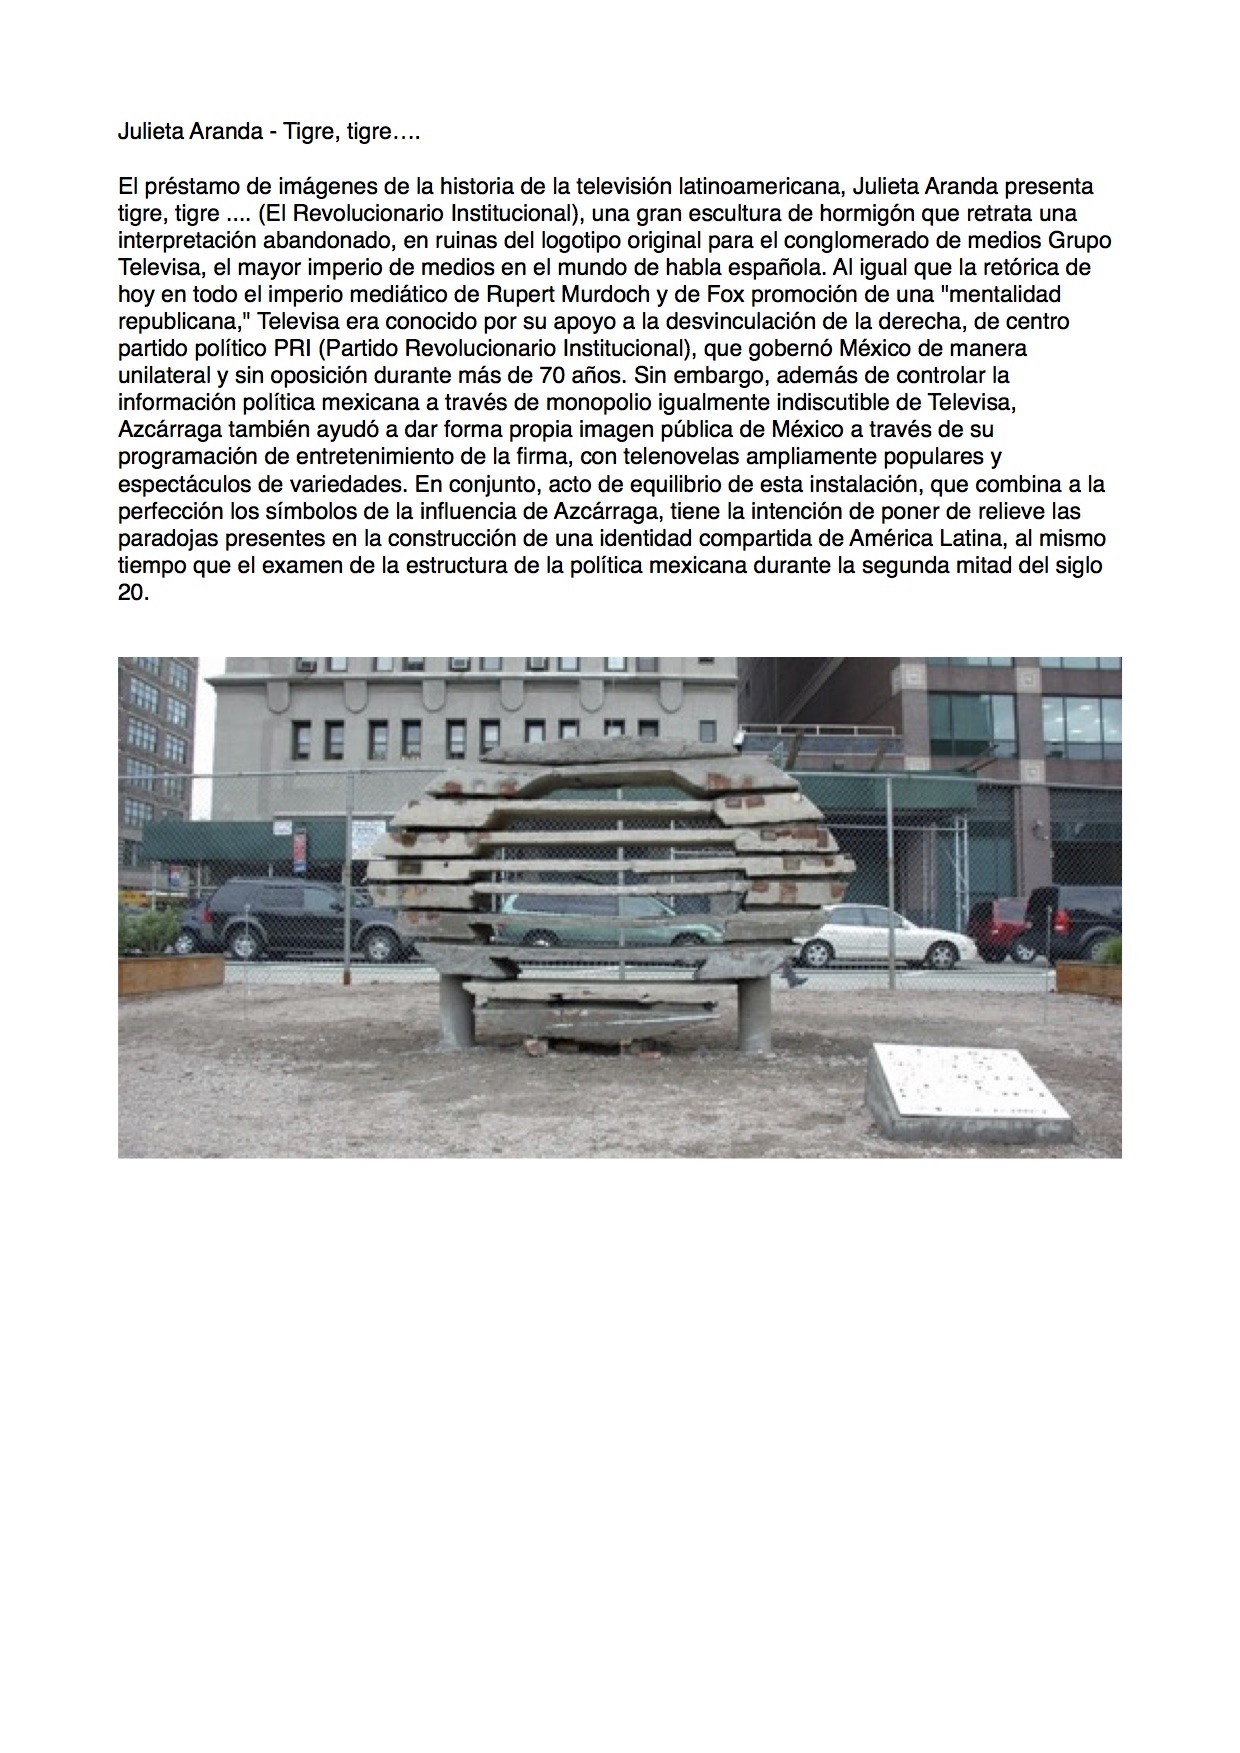 Julieta Aranda - Tigre, tigre….
El préstamo de imágenes de la historia de la televisión latinoamericana, Julieta Aranda presenta
tigre, tigre .... (El Revolucionario Institucional), una gran escultura de hormigón que retrata una
interpretación abandonado, en ruinas del logotipo original para el conglomerado de medios Grupo
Televisa, el mayor imperio de medios en el mundo de habla española. Al igual que la retórica de
hoy en todo el imperio mediático de Rupert Murdoch y de Fox promoción de una "mentalidad
republicana," Televisa era conocido por su apoyo a la desvinculación de la derecha, de centro
partido político PRI (Partido Revolucionario Institucional), que gobernó México de manera
unilateral y sin oposición durante más de 70 años. Sin embargo, además de controlar la
información política mexicana a través de monopolio igualmente indiscutible de Televisa,
Azcárraga también ayudó a dar forma propia imagen pública de México a través de su
programación de entretenimiento de la firma, con telenovelas ampliamente populares y
espectáculos de variedades. En conjunto, acto de equilibrio de esta instalación, que combina a la
perfección los símbolos de la influencia de Azcárraga, tiene la intención de poner de relieve las
paradojas presentes en la construcción de una identidad compartida de América Latina, al mismo
tiempo que el examen de la estructura de la política mexicana durante la segunda mitad del siglo
20.